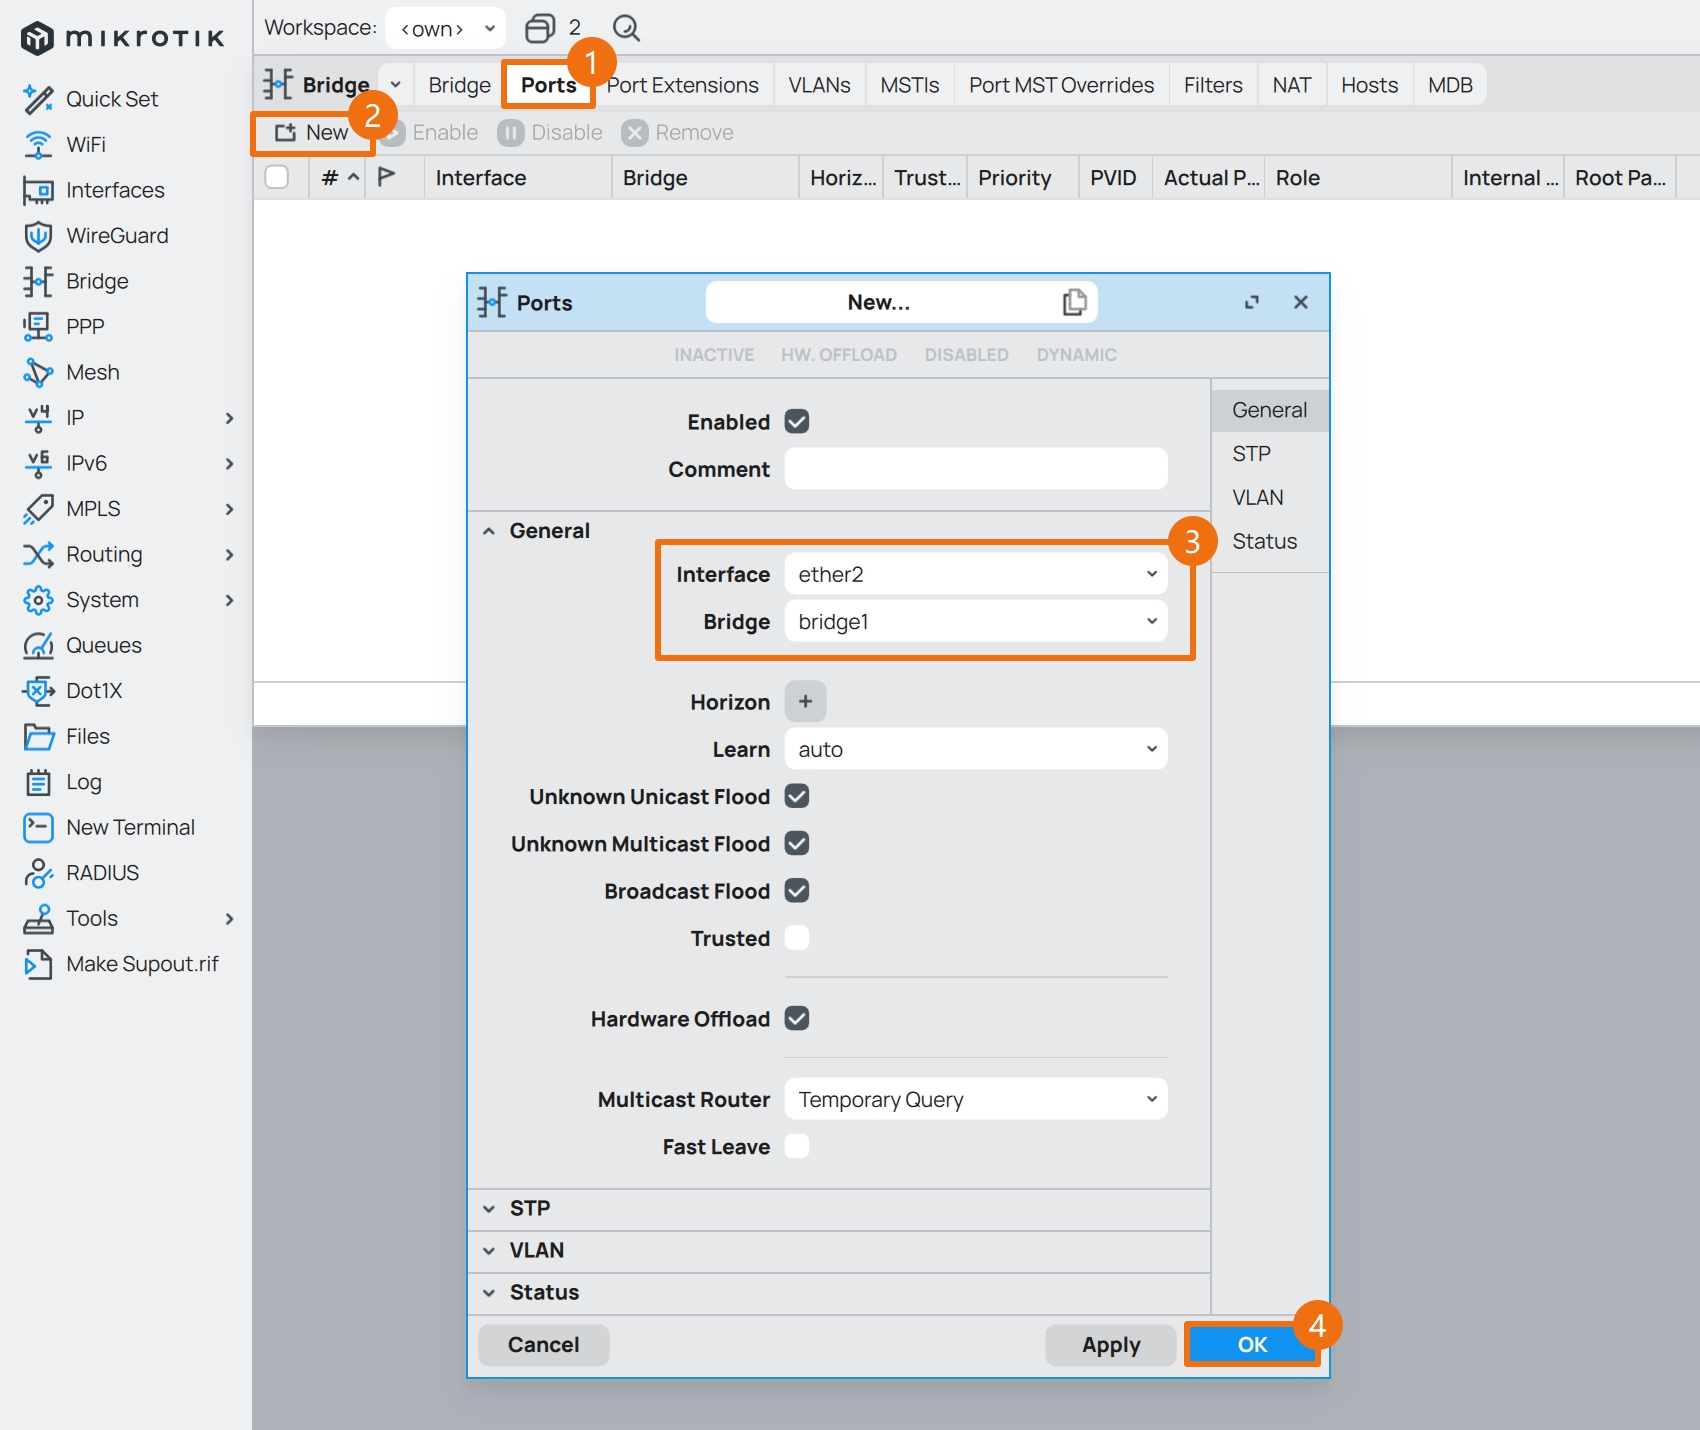 mikrotik
Workspace: <own> 2
Quick Set
WiFi
Interfaces
WireGuard
Bridge
PPP
Mesh
IP
IPv6
MPLS
Routing
System
Queues
Dot1X
Files
Log
New Terminal
RADIUS
Tools
Make Supout.rif
Bridge Bridge Ports Port Extensions VLANs MSTIs Port MST Overrides Filters NAT Hosts MDB
1
New Enable Disable Remove
2
# Interface Bridge Horiz... Trust... Priority PVID Actual P... Role Internal ... Root Pa...
Ports New...
INACTIVE HW. OFFLOAD DISABLED DYNAMIC
Enabled
Comment
General
Interface ether2
Bridge bridge1
3
Horizon +
Learn auto
Unknown Unicast Flood
Unknown Multicast Flood
Broadcast Flood
Trusted
Hardware Offload
Multicast Router Temporary Query
Fast Leave
STP
VLAN
Status
General
STP
VLAN
Status
Cancel Apply OK
4